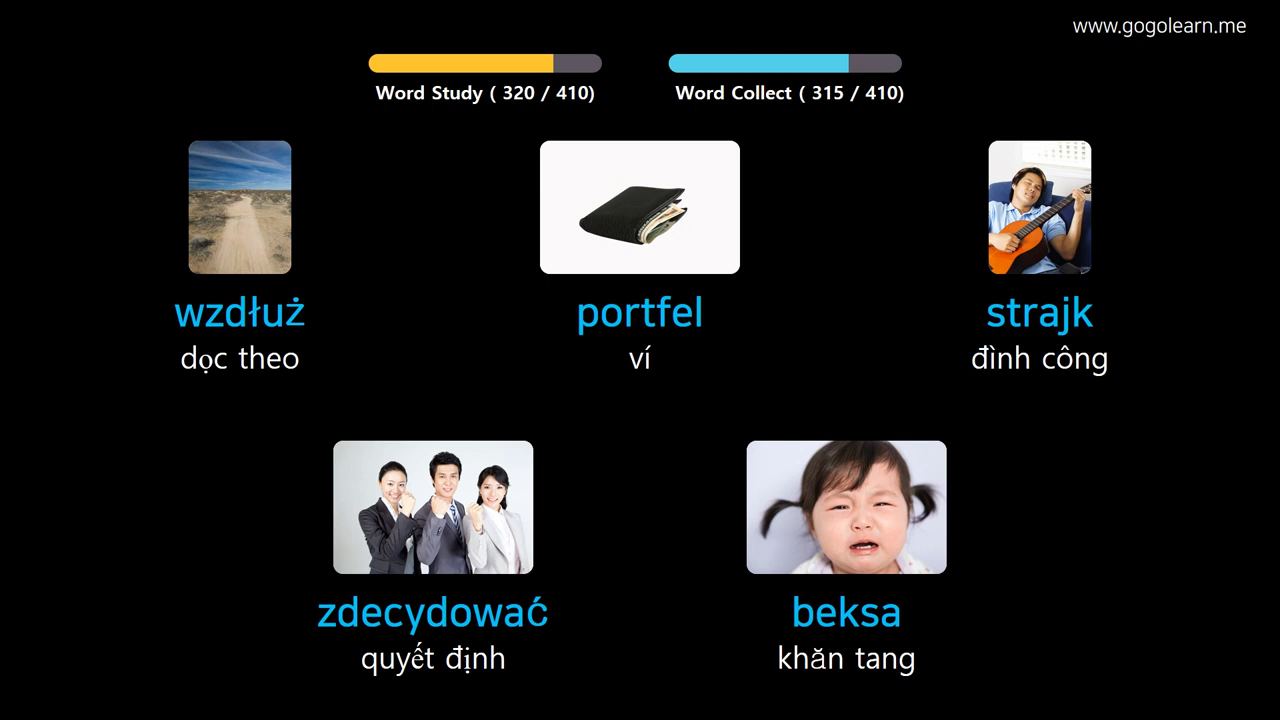 www.gogolearn.me
Word Study ( 320 / 410)
Word Collect ( 315 / 410)
wzdłuż
dọc theo
portfel
ví
strajk
đình công
zdecydować
quyết định
beksa
khăn tang